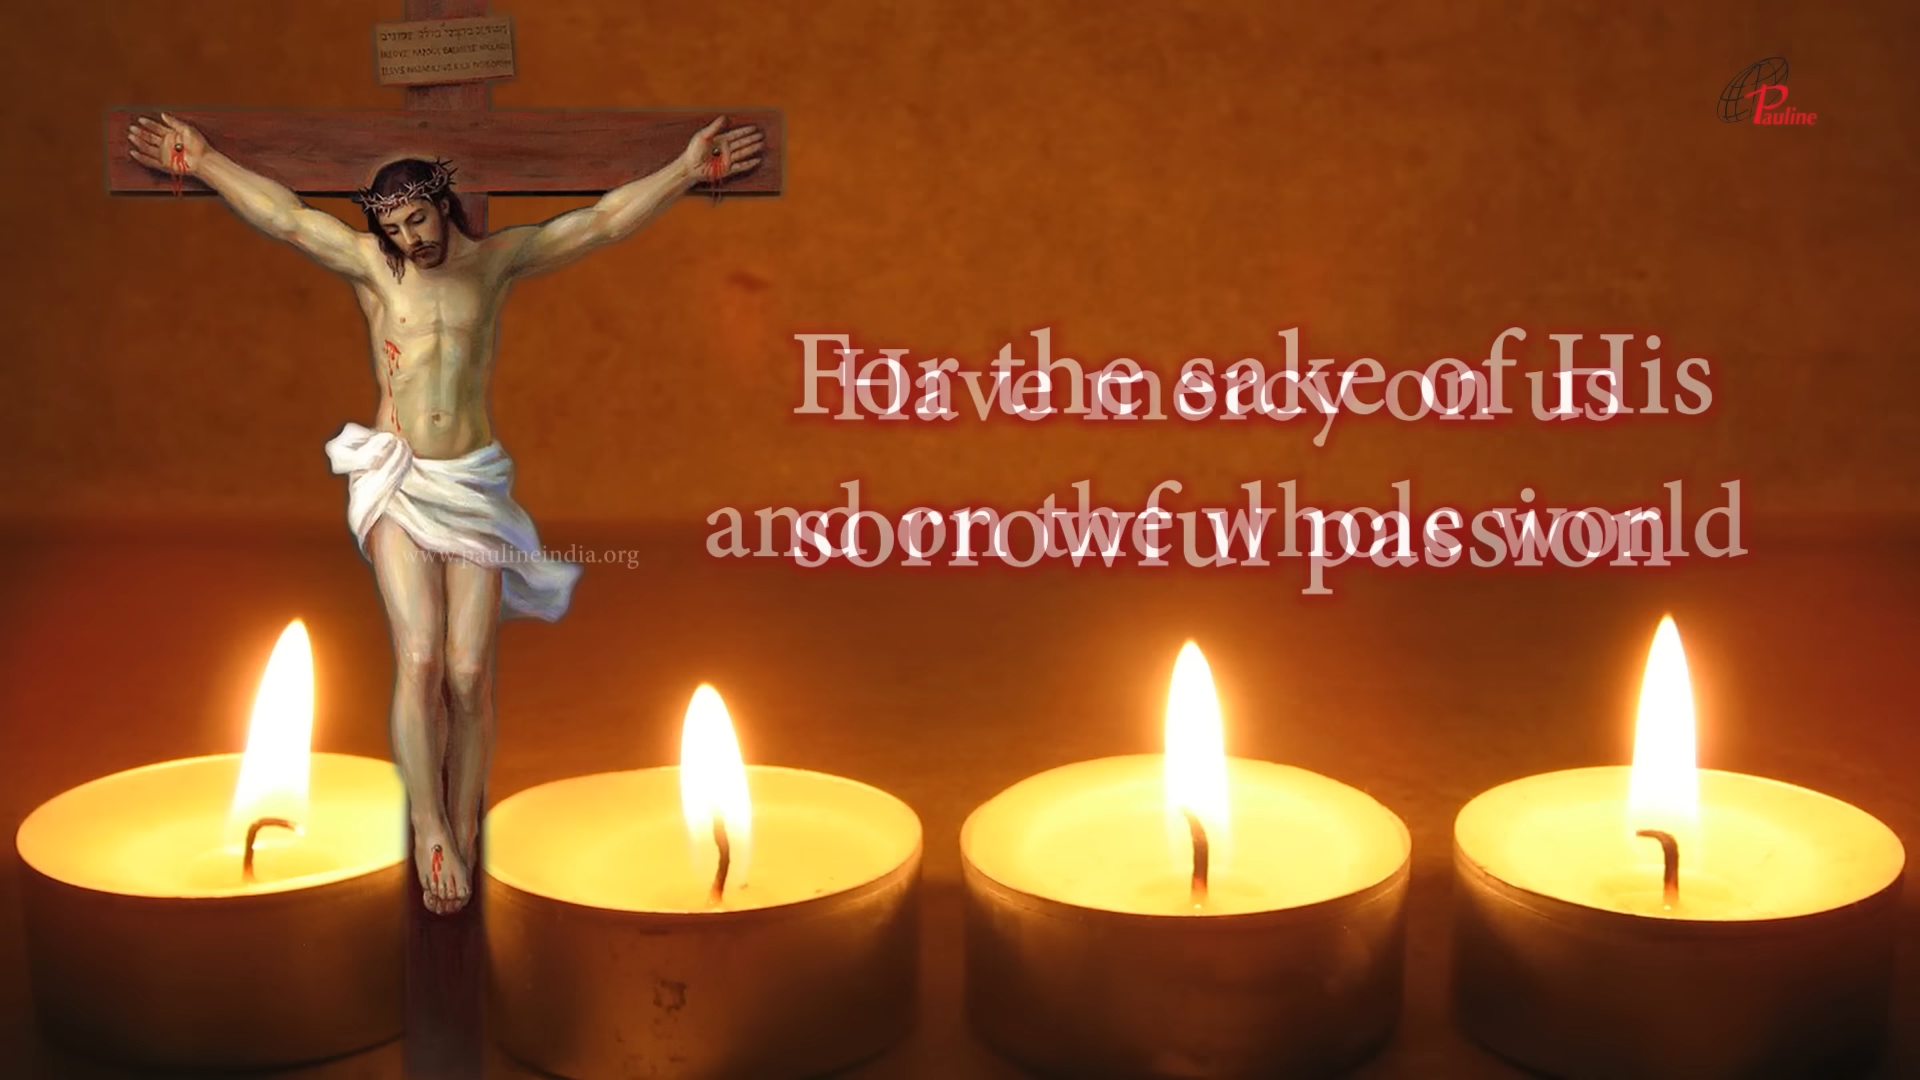 Pauline
For the sake of His
sorrowful passion
Have mercy on us
and on the whole world
www.paulineindia.org